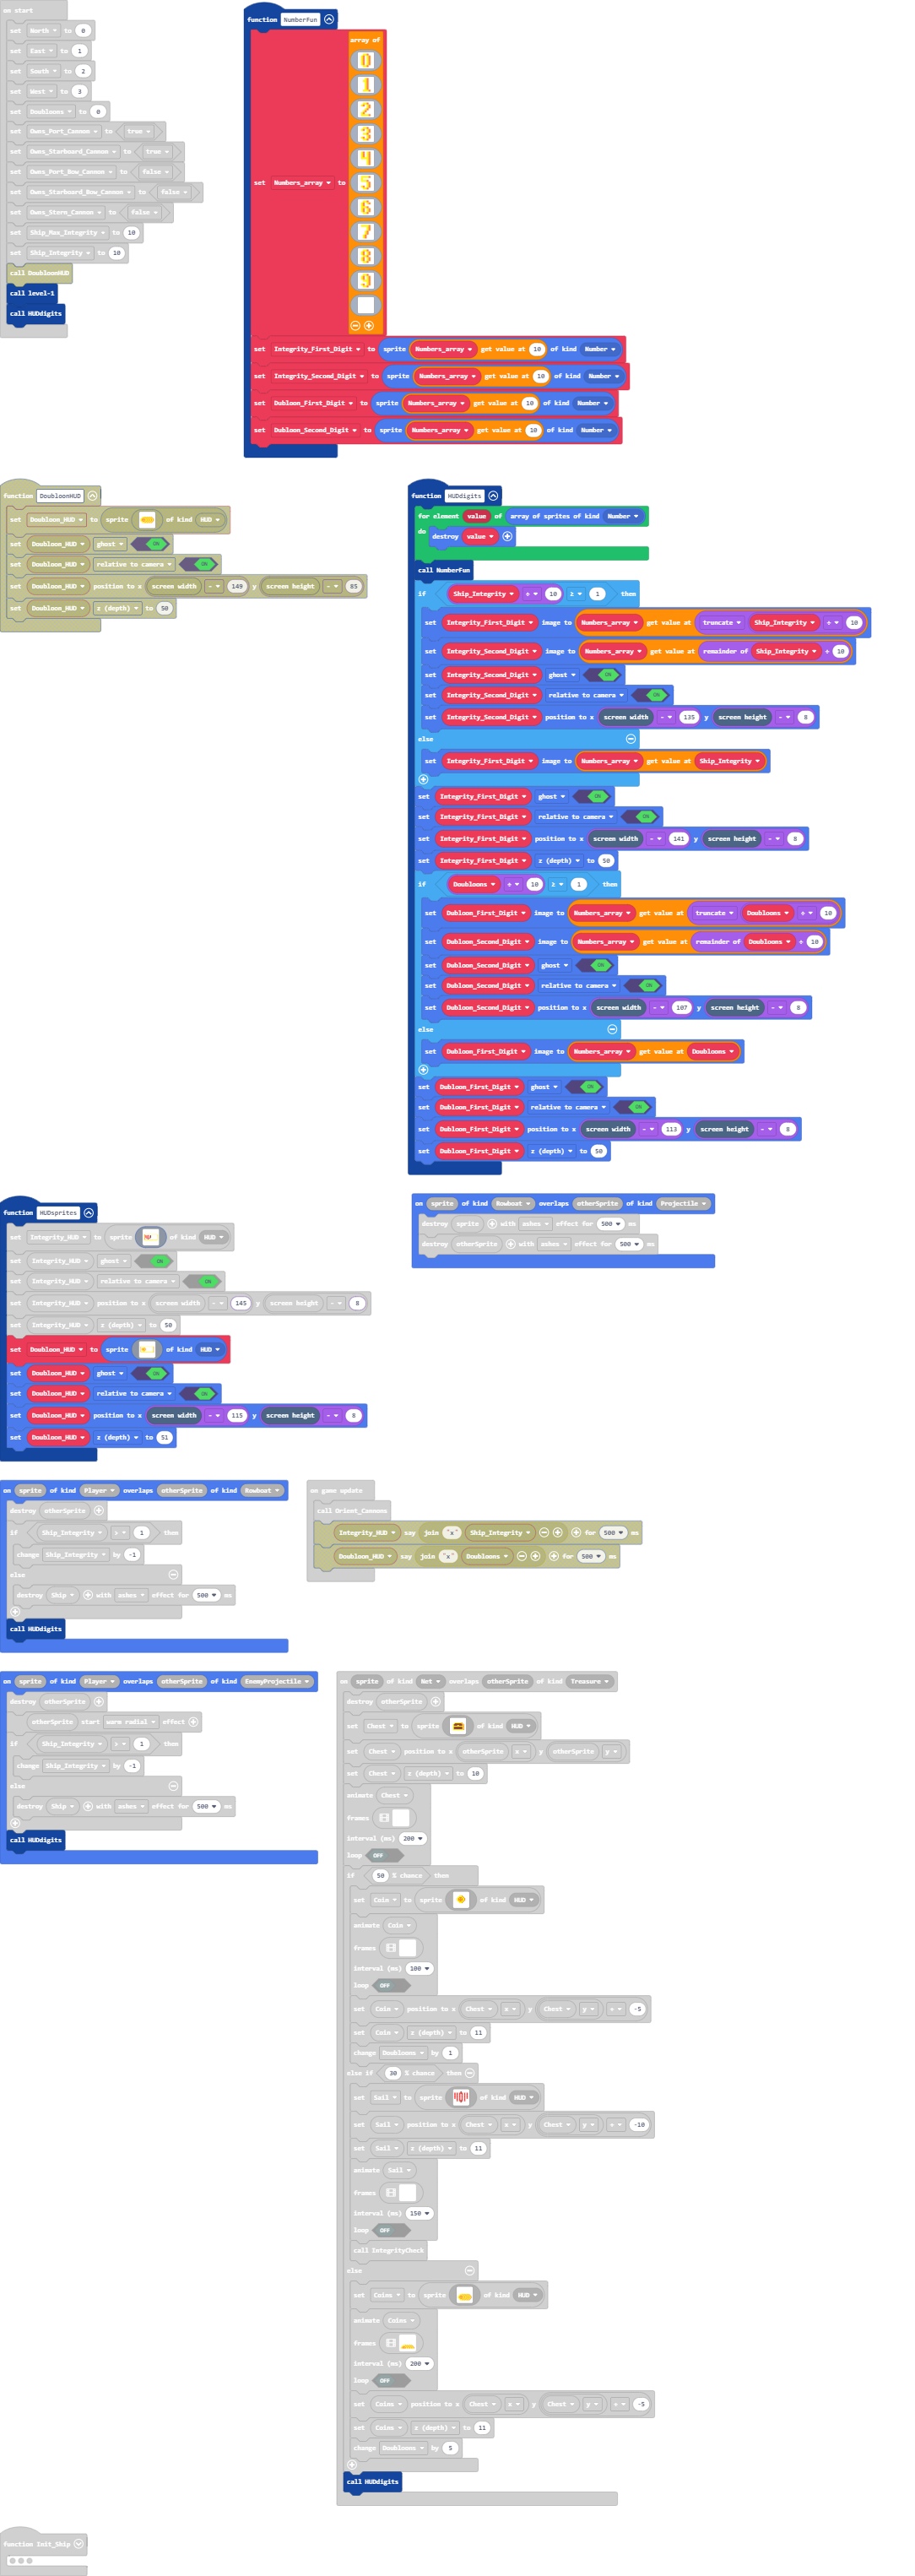 on start
set North to 0
set East to 1
set South to 2
set West to 3
set Doubloons to 0
set Owns_Port_Cannon to true
set Owns_Starboard_Cannon to true
set Owns_Port_Bow_Cannon to false
set Owns_Starboard_Bow_Cannon to false
set Owns_Stern_Cannon to false
set Ship_Max_Integrity to 10
set Ship_Integrity to 10
call DoubloonHUD
call level-1
call HUDdigits
function NumberFun
array of
0
1
2
3
4
set Numbers_array to 5
6
7
8
9
set Integrity_First_Digit to sprite Numbers_array get value at 10 of kind Number
set Integrity_Second_Digit to sprite Numbers_array get value at 10 of kind Number
set Dubloon_First_Digit to sprite Numbers_array get value at 10 of kind Number
set Dubloon_Second_Digit to sprite Numbers_array get value at 10 of kind Number
function DoubloonHUD
set Doubloon_HUD to sprite of kind HUD
set Doubloon_HUD ghost ON
set Doubloon_HUD relative to camera ON
set Doubloon_HUD position to x screen width - 149 y screen height - 85
set Doubloon_HUD z (depth) to 50
function HUDdigits
for element value of array of sprites of kind Number
do destroy value
call NumberFun
if Ship_Integrity ÷ 10 ≥ 1 then
set Integrity_First_Digit image to Numbers_array get value at truncate Ship_Integrity ÷ 10
set Integrity_Second_Digit image to Numbers_array get value at remainder of Ship_Integrity ÷ 10
set Integrity_Second_Digit ghost ON
set Integrity_Second_Digit relative to camera ON
set Integrity_Second_Digit position to x screen width - 135 y screen height - 8
else
set Integrity_First_Digit image to Numbers_array get value at Ship_Integrity
set Integrity_First_Digit ghost ON
set Integrity_First_Digit relative to camera ON
set Integrity_First_Digit position to x screen width - 141 y screen height - 8
set Integrity_First_Digit z (depth) to 50
if Doubloons ÷ 10 ≥ 1 then
set Dubloon_First_Digit image to Numbers_array get value at truncate Doubloons ÷ 10
set Dubloon_Second_Digit image to Numbers_array get value at remainder of Doubloons ÷ 10
set Dubloon_Second_Digit ghost ON
set Dubloon_Second_Digit relative to camera ON
set Dubloon_Second_Digit position to x screen width - 107 y screen height - 8
else
set Dubloon_First_Digit image to Numbers_array get value at Doubloons
set Dubloon_First_Digit ghost ON
set Dubloon_First_Digit relative to camera ON
set Dubloon_First_Digit position to x screen width - 113 y screen height - 8
set Dubloon_First_Digit z (depth) to 50
function HUDsprites
set Integrity_HUD to sprite of kind HUD
set Integrity_HUD ghost ON
set Integrity_HUD relative to camera ON
set Integrity_HUD position to x screen width - 145 y screen height - 8
set Integrity_HUD z (depth) to 50
set Doubloon_HUD to sprite of kind HUD
set Doubloon_HUD ghost ON
set Doubloon_HUD relative to camera ON
set Doubloon_HUD position to x screen width - 115 y screen height - 8
set Doubloon_HUD z (depth) to 51
on sprite of kind Rowboat overlaps otherSprite of kind Projectile
destroy sprite with ashes effect for 500 ms
destroy otherSprite with ashes effect for 500 ms
on sprite of kind Player overlaps otherSprite of kind Rowboat
destroy otherSprite
if Ship_Integrity > 1 then
change Ship_Integrity by -1
else
destroy Ship with ashes effect for 500 ms
call HUDdigits
on game update
call Orient_Cannons
Integrity_HUD say join "x" Ship_Integrity for 500 ms
Doubloon_HUD say join "x" Doubloons for 500 ms
on sprite of kind Player overlaps otherSprite of kind EnemyProjectile
destroy otherSprite
otherSprite start warm radial effect
if Ship_Integrity > 1 then
change Ship_Integrity by -1
else
destroy Ship with ashes effect for 500 ms
call HUDdigits
on sprite of kind Net overlaps otherSprite of kind Treasure
destroy otherSprite
set Chest to sprite of kind HUD
set Chest position to x otherSprite x y otherSprite y
set Chest z (depth) to 10
animate Chest
frames
interval (ms) 200
loop OFF
if 50 % chance then
set Coin to sprite of kind HUD
animate Coin
frames
interval (ms) 100
loop OFF
set Coin position to x Chest x y Chest y + -5
set Coin z (depth) to 11
change Doubloons by 1
else if 30 % chance then
set Sail to sprite of kind HUD
set Sail position to x Chest x y Chest y + -10
set Sail z (depth) to 11
animate Sail
frames
interval (ms) 150
loop OFF
call IntegrityCheck
else
set Coins to sprite of kind HUD
animate Coins
frames
interval (ms) 200
loop OFF
set Coins position to x Chest x y Chest y + -5
set Coins z (depth) to 11
change Doubloons by 5
call HUDdigits
function Init_Ship